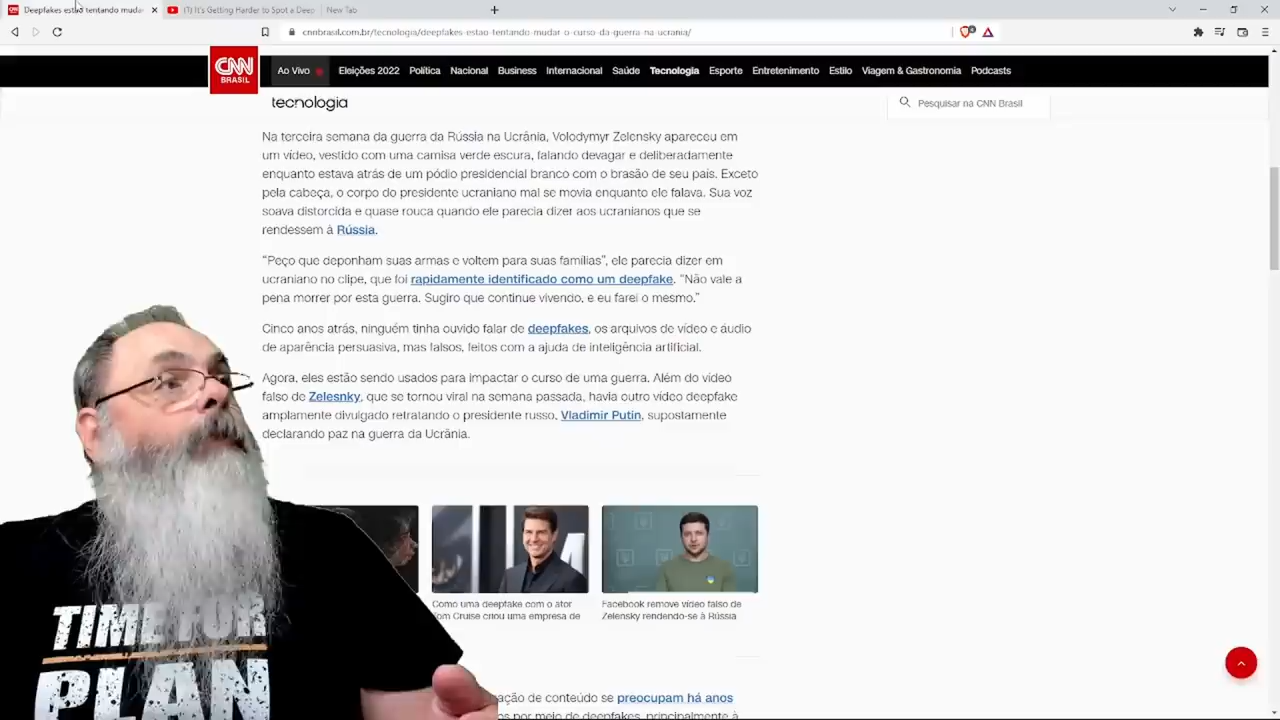 Deepfakes estão tentando muda
(1) It's Getting Harder to Spot a Deep
New Tab
cnnbrasil.com.br/tecnologia/deepfakes-estao-tentando-mudar-o-curso-da-guerra-na-ucrania/
CNN
BRASIL
Ao Vivo
Eleições 2022
Política
Nacional
Business
Internacional
Saúde
Tecnologia
Esporte
Entretenimento
Estilo
Viagem & Gastronomia
Podcasts
tecnologia
Pesquisar na CNN Brasil
Na terceira semana da guerra da Rússia na Ucrânia, Volodymyr Zelensky apareceu em
um vídeo, vestido com uma camisa verde escura, falando devagar e deliberadamente
enquanto estava atrás de um pódio presidencial branco com o brasão de seu país. Exceto
pela cabeça, o corpo do presidente ucraniano mal se movia enquanto ele falava. Sua voz
soava distorcida e quase rouca quando ele parecia dizer aos ucranianos que se
rendessem à Rússia.
“Peço que deponham suas armas e voltem para suas famílias”, ele parecia dizer em
ucraniano no clipe, que foi rapidamente identificado como um deepfake. “Não vale a
pena morrer por esta guerra. Sugiro que continue vivendo, e eu farei o mesmo.”
Cinco anos atrás, ninguém tinha ouvido falar de deepfakes, os arquivos de vídeo e áudio
de aparência persuasiva, mas falsos, feitos com a ajuda de inteligência artificial.
Agora, eles estão sendo usados para impactar o curso de uma guerra. Além do vídeo
falso de Zelesnky, que se tornou viral na semana passada, havia outro vídeo deepfake
amplamente divulgado retratando o presidente russo, Vladimir Putin, supostamente
declarando paz na guerra da Ucrânia.
Como uma deepfake com o ator
Tom Cruise criou uma empresa de
Facebook remove vídeo falso de
Zelensky rendendo-se à Rússia
ação de conteúdo se preocupam há anos
os por meio de deepfakes, principalmente à
TIME FOR
PLAN